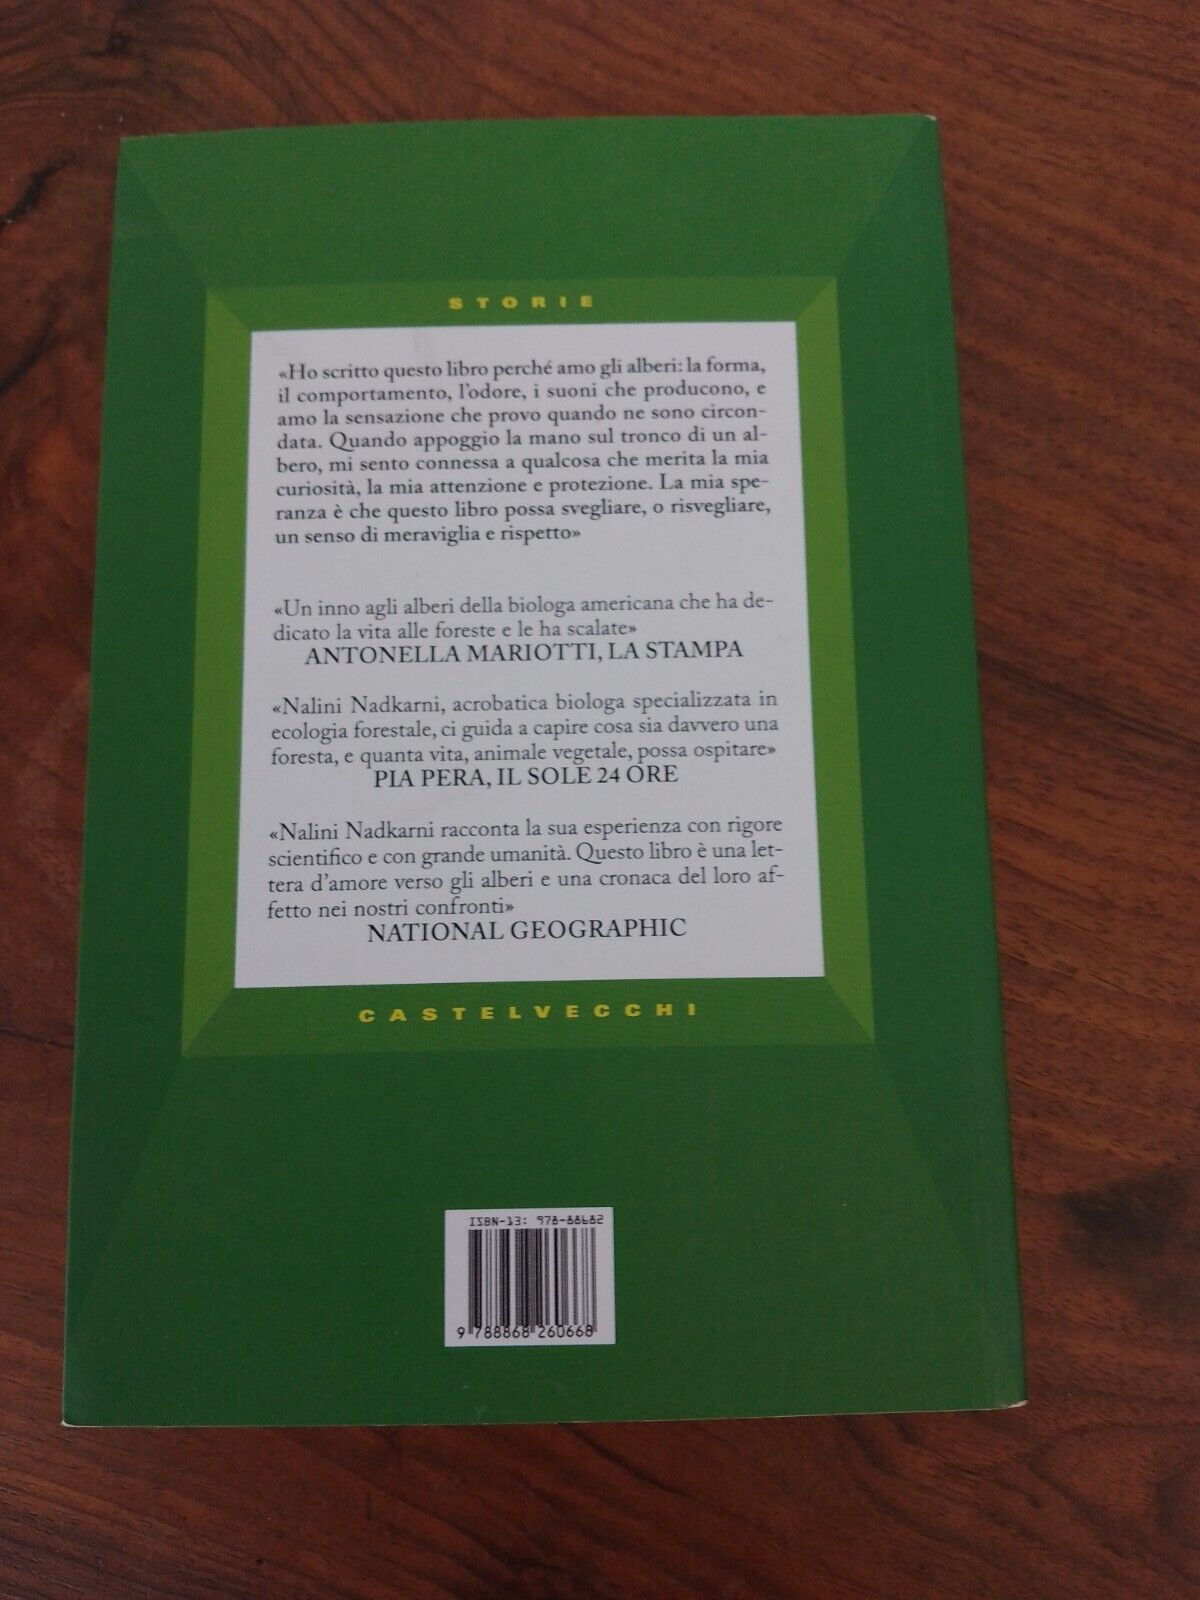 STORIE
«Ho scritto questo libro perché amo gli alberi: la forma,
il comportamento, l'odore, i suoni che producono, e
amo la sensazione che provo quando ne sono circon-
data. Quando appoggio la mano sul tronco di un al-
bero, mi sento connessa a qualcosa che merita la mia
curiosità, la mia attenzione e protezione. La mia spe-
ranza è che questo libro possa svegliare, o risvegliare,
un senso di meraviglia e rispetto»
«Un inno agli alberi della biologa americana che ha de-
dicato la vita alle foreste e le ha scalate»
ANTONELLA MARIOTTI, LA STAMPA
«Nalini Nadkarni, acrobatica biologa specializzata in
ecologia forestale, ci guida a capire cosa sia davvero una
foresta, e quanta vita, animale vegetale, possa ospitare»
PIA PERA, IL SOLE 24 ORE
«Nalini Nadkarni racconta la sua esperienza con rigore
scientifico e con grande umanità. Questo libro è una let-
tera d'amore verso gli alberi e una cronaca del loro af-
fetto nei nostri confronti»
NATIONAL GEOGRAPHIC
CASTELVECCHI
ISBN-13: 978-88682
9 788868 260668